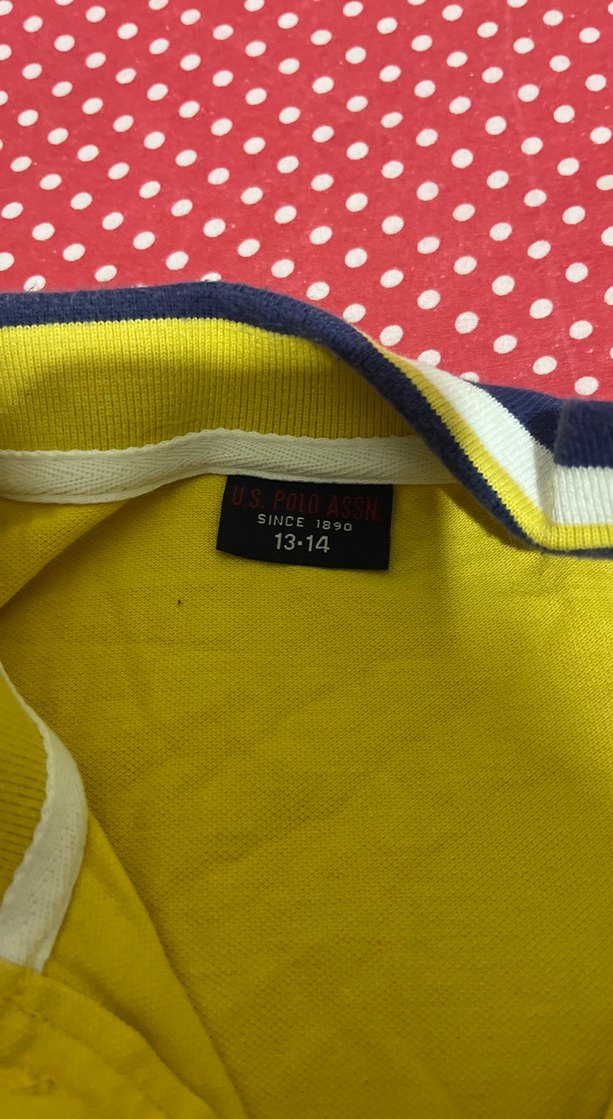 U.S. POLO ASSN.
SINCE 1890
13-14